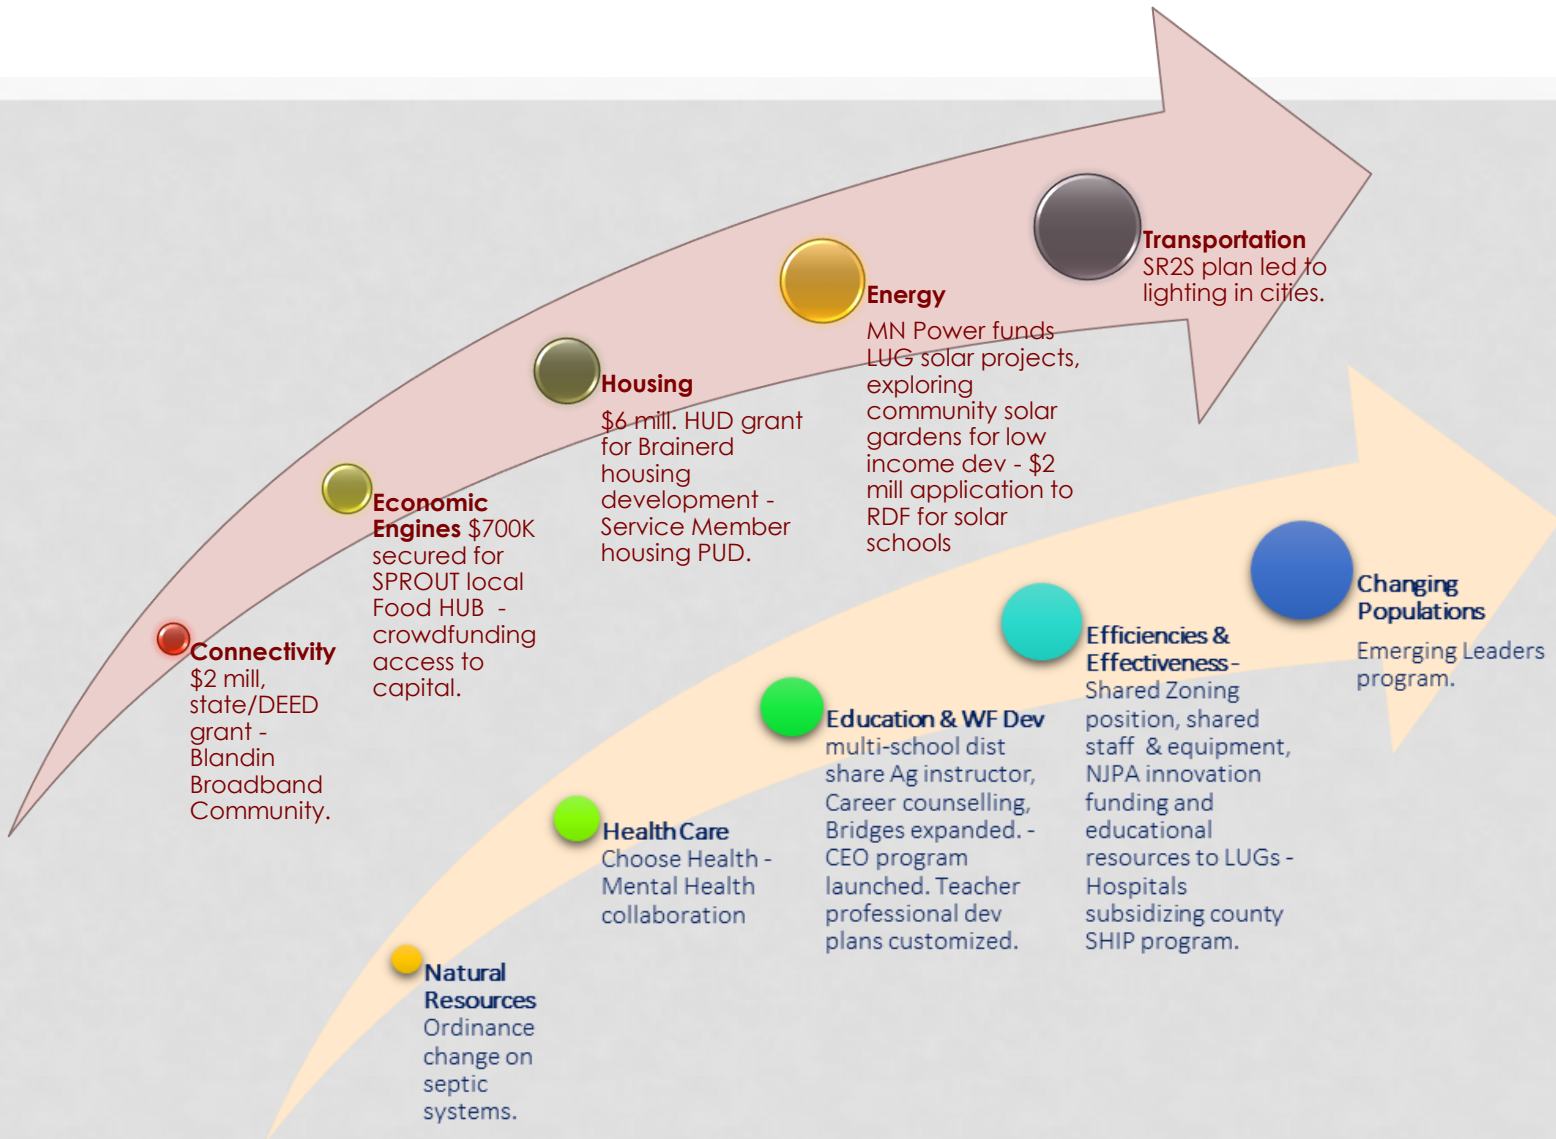 Transportation
SR2S plan led to
lighting in cities.
Energy
MN Power funds
LUG solar projects,
exploring
community solar
gardens for low
income dev - $2
mill application to
RDF for solar
schools
Housing
$6 mill. HUD grant
for Brainerd
housing
development -
Service Member
housing PUD.
Economic
Engines $700K
secured for
SPROUT local
Food HUB  -
crowdfunding
access to
capital.
Connectivity
$2 mill,
state/DEED
grant -
Blandin
Broadband
Community.
Changing
Populations
Emerging Leaders
program.
Efficiencies &
Effectiveness-
Shared Zoning
position, shared
staff  & equipment,
NJPA innovation
funding and
educational
resources to LUGs -
Hospitals
subsidizing county
SHIP program.
Education & WF Dev
multi-school dist
share Ag instructor,
Career counselling,
Bridges expanded. -
CEO program
launched. Teacher
professional dev
plans customized.
Health Care
Choose Health -
Mental Health
collaboration
Natural
Resources
Ordinance
change on
septic
systems.